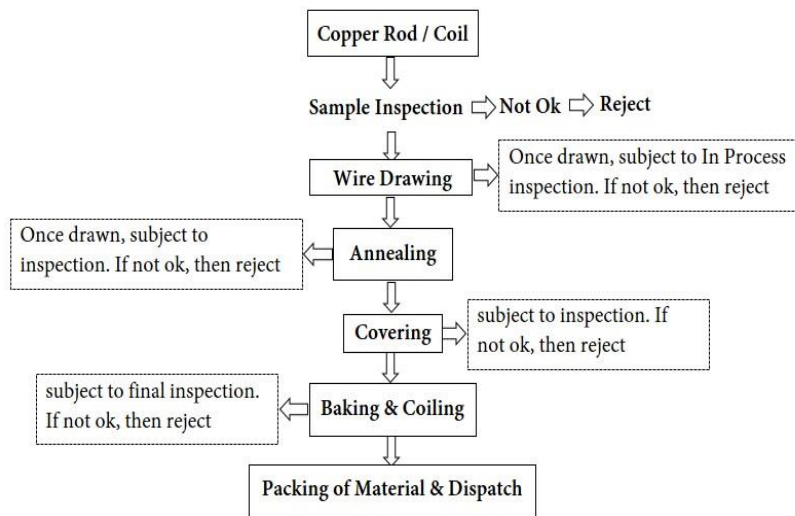 Copper Rod / Coil
Sample Inspection
Not Ok
Reject
Wire Drawing
Once drawn, subject to In Process
inspection. If not ok, then reject
Once drawn, subject to
inspection. If not ok, then reject
Annealing
Covering
subject to inspection. If
not ok, then reject
subject to final inspection.
If not ok, then reject
Baking & Coiling
Packing of Material & Dispatch